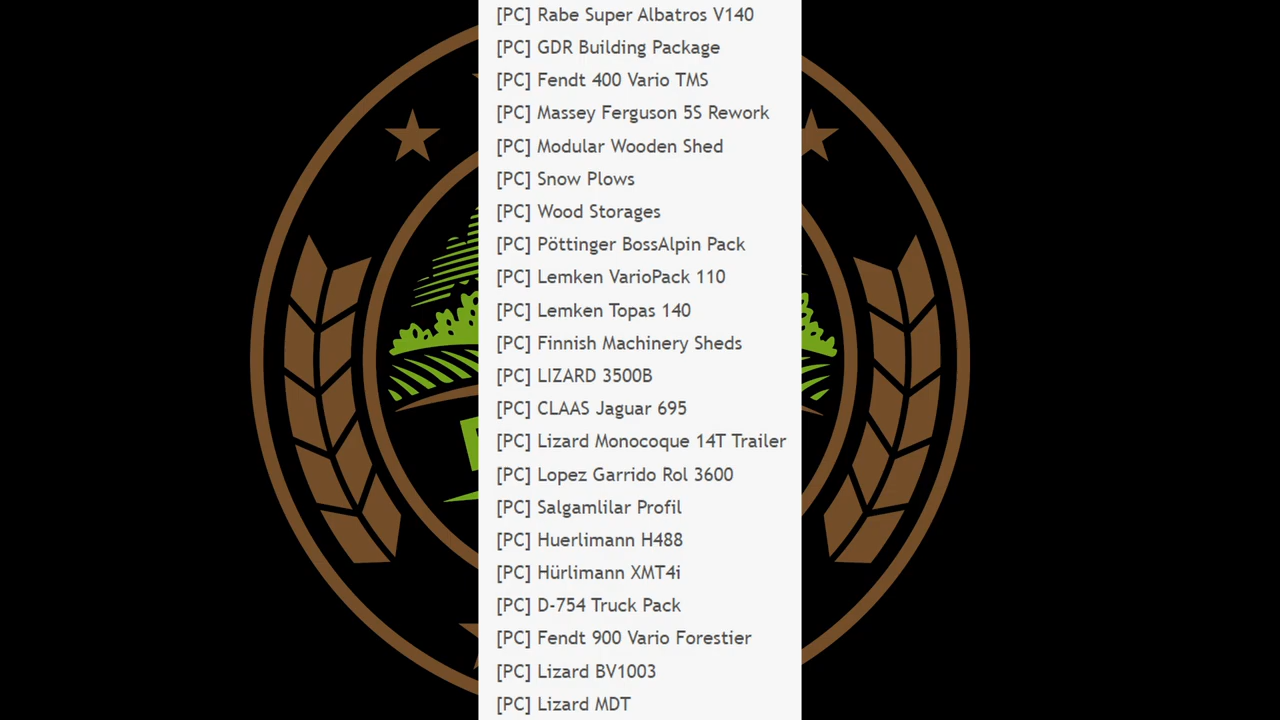 [PC] Rabe Super Albatros V140
[PC] GDR Building Package
[PC] Fendt 400 Vario TMS
[PC] Massey Ferguson 5S Rework
[PC] Modular Wooden Shed
[PC] Snow Plows
[PC] Wood Storages
[PC] Pöttinger BossAlpin Pack
[PC] Lemken VarioPack 110
[PC] Lemken Topas 140
[PC] Finnish Machinery Sheds
[PC] LIZARD 3500B
[PC] CLAAS Jaguar 695
[PC] Lizard Monocoque 14T Trailer
[PC] Lopez Garrido Rol 3600
[PC] Salgamlilar Profil
[PC] Huerlimann H488
[PC] Hürlimann XMT4i
[PC] D-754 Truck Pack
[PC] Fendt 900 Vario Forestier
[PC] Lizard BV1003
[PC] Lizard MDT